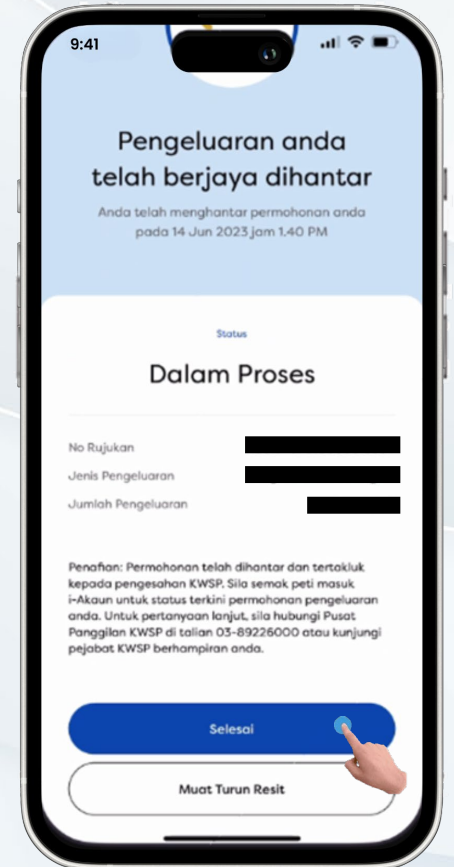 9:41
Pengeluaran anda
telah berjaya dihantar
Anda telah menghantar permohonan anda
pada 14 Jun 2023 jam 1.40 PM
Status
Dalam Proses
No Rujukan
Jenis Pengeluaran
Jumlah Pengeluaran
Penafian: Permohonan telah dihantar dan tertakluk
kepada pengesahan KWSP. Sila semak peti masuk
i-Akaun untuk status terkini permohonan pengeluaran
anda. Untuk pertanyaan lanjut, sila hubungi Pusat
Panggilan KWSP di talian 03-89226000 atau kunjungi
pejabat KWSP berhampiran anda.
Selesai
Muat Turun Resit